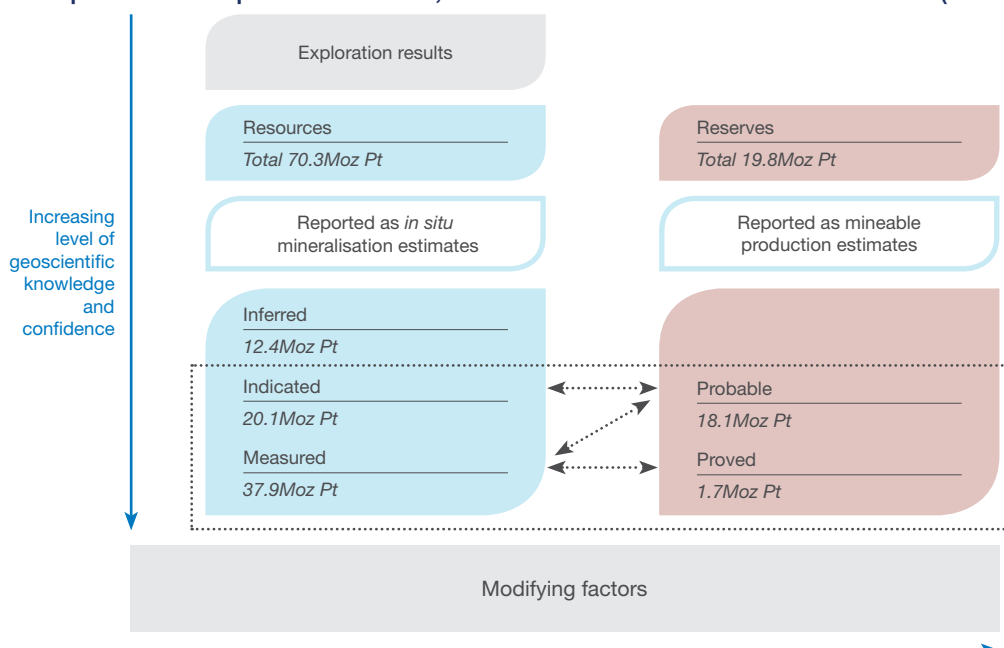 Exploration results
Resources
Total 70.3Moz Pt
Reserves
Total 19.8Moz Pt
Increasing
level of
geoscientific
knowledge
and
confidence
Reported as in situ
mineralisation estimates
Reported as mineable
production estimates
Inferred
12.4Moz Pt
Indicated
20.1Moz Pt
Measured
37.9Moz Pt
Probable
18.1Moz Pt
Proved
1.7Moz Pt
Modifying factors